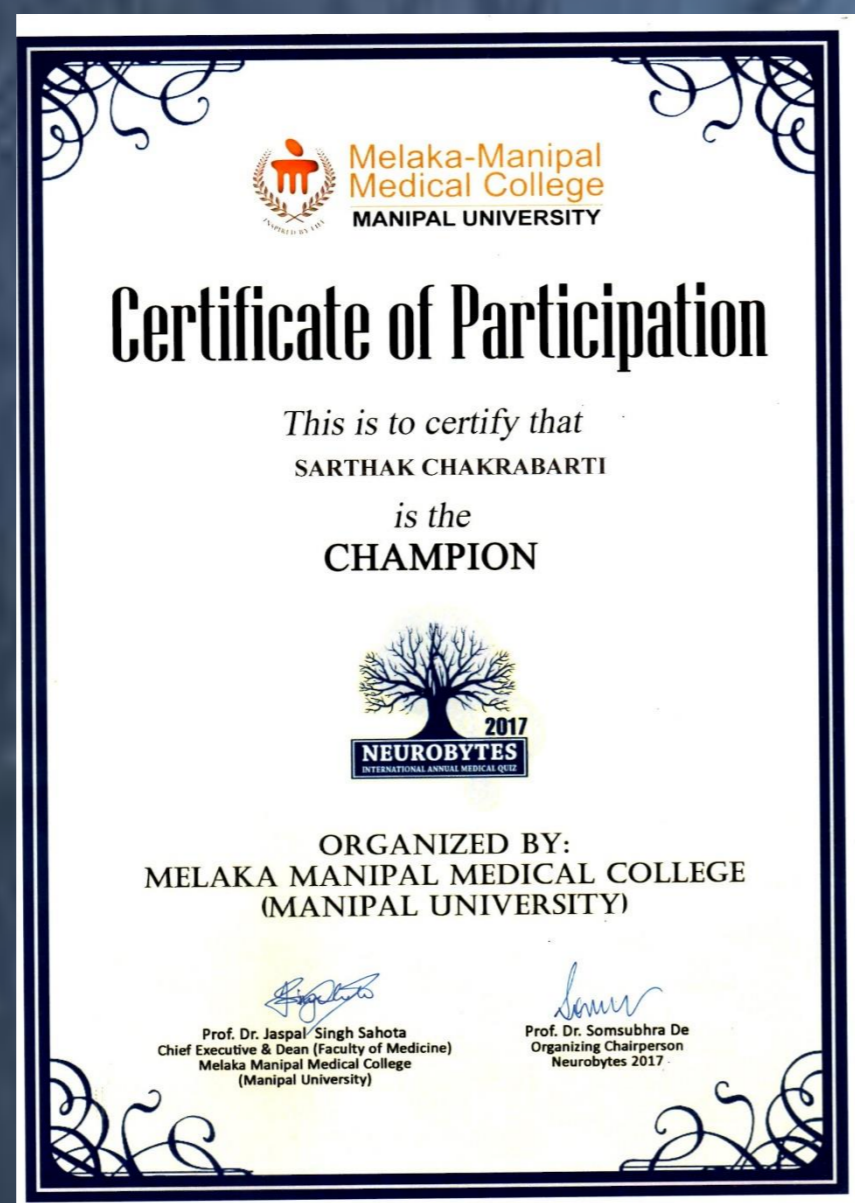 Melaka-Manipal
Medical College
MANIPAL UNIVERSITY
INSPIRED BY LIFE
Certificate of Participation
This is to certify that
SARTHAK CHAKRABARTI
is the
CHAMPION
2017
NEUROBYTES
INTERNATIONAL ANNUAL MEDICAL QUIZ
ORGANIZED BY:
MELAKA MANIPAL MEDICAL COLLEGE
(MANIPAL UNIVERSITY)
Prof. Dr. Jaspal Singh Sahota
Chief Executive & Dean (Faculty of Medicine)
Melaka Manipal Medical College
(Manipal University)
Prof. Dr. Somsubhra De
Organizing Chairperson
Neurobytes 2017